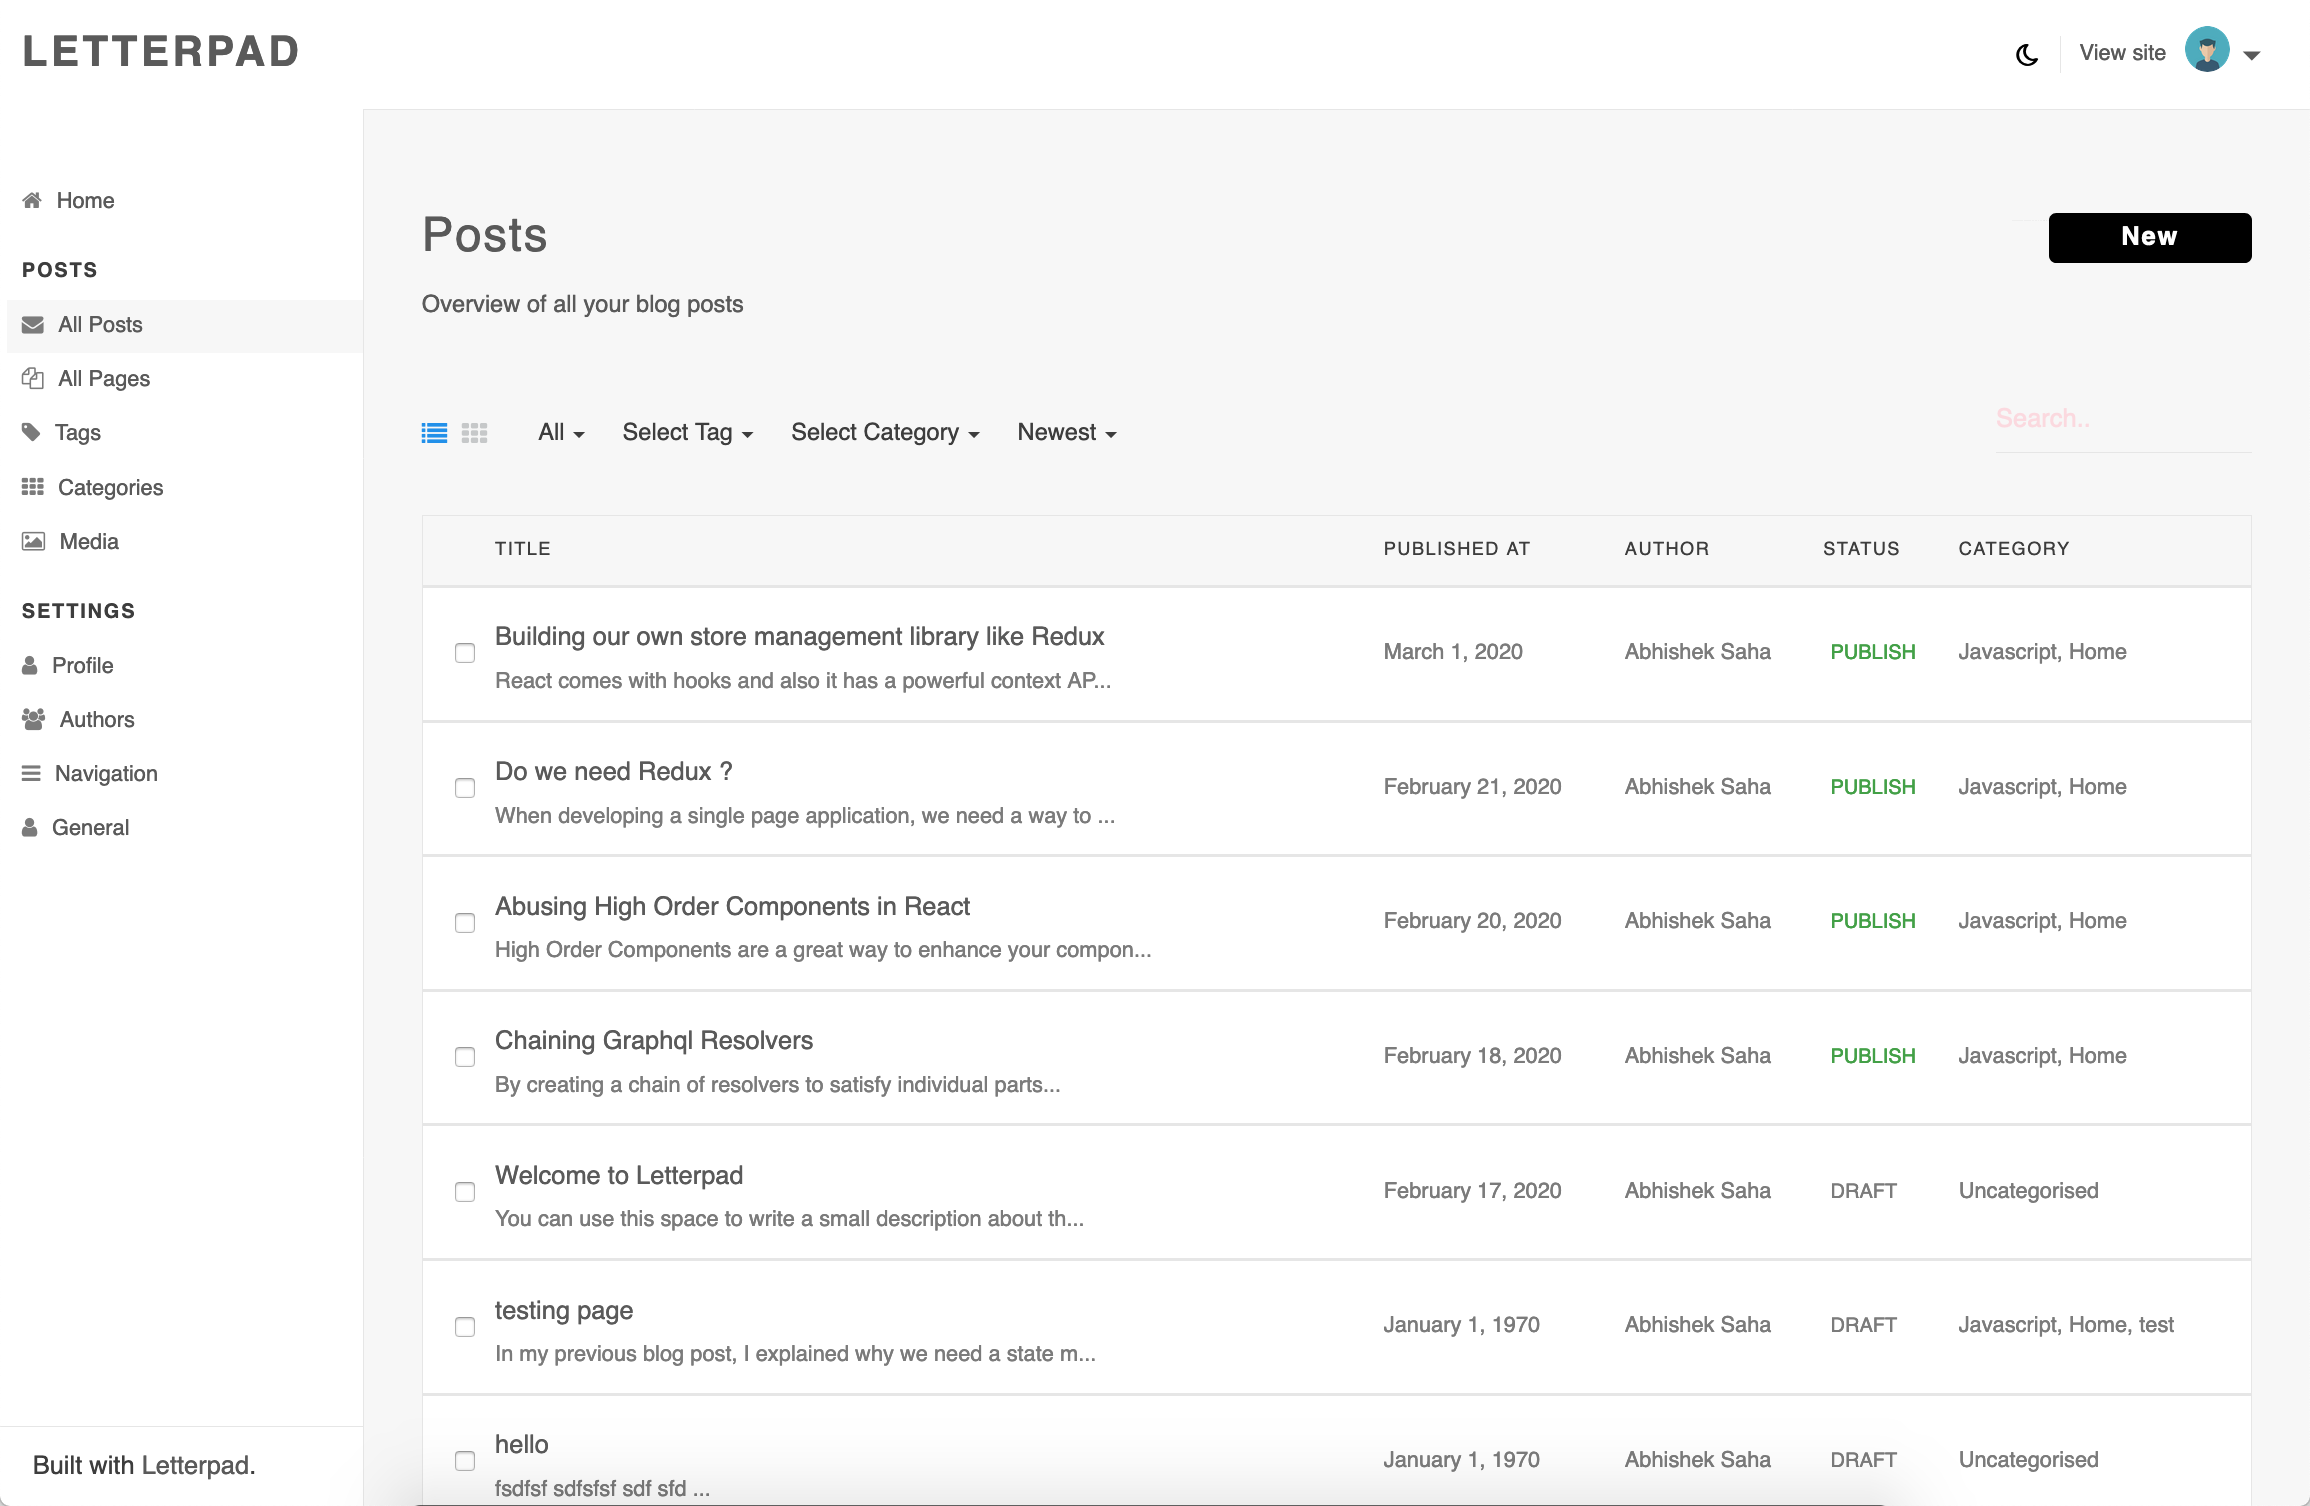 LETTERPAD
View site
Home
POSTS
All Posts
All Pages
Tags
Categories
Media
SETTINGS
Profile
Authors
Navigation
General
Built with Letterpad.
Posts
New
Overview of all your blog posts
All Select Tag Select Category Newest
Search..
TITLE PUBLISHED AT AUTHOR STATUS CATEGORY
Building our own store management library like Redux
React comes with hooks and also it has a powerful context AP...
March 1, 2020 Abhishek Saha PUBLISH Javascript, Home
Do we need Redux ?
When developing a single page application, we need a way to ...
February 21, 2020 Abhishek Saha PUBLISH Javascript, Home
Abusing High Order Components in React
High Order Components are a great way to enhance your compon...
February 20, 2020 Abhishek Saha PUBLISH Javascript, Home
Chaining Graphql Resolvers
By creating a chain of resolvers to satisfy individual parts...
February 18, 2020 Abhishek Saha PUBLISH Javascript, Home
Welcome to Letterpad
You can use this space to write a small description about th...
February 17, 2020 Abhishek Saha DRAFT Uncategorised
testing page
In my previous blog post, I explained why we need a state m...
January 1, 1970 Abhishek Saha DRAFT Javascript, Home, test
hello
fsdfsf sdfsfsf sdf sfd ...
January 1, 1970 Abhishek Saha DRAFT Uncategorised